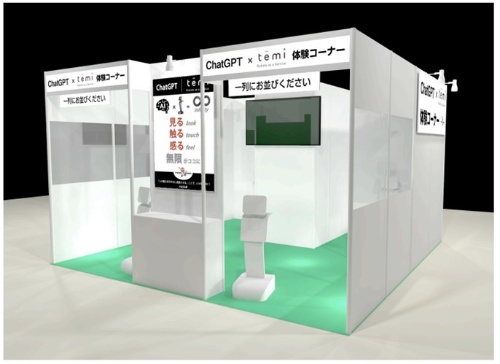 ChatGPT × temi 体験コーナー
一列にお並びください
ChatGPT × temi
AI × = ∞
見る look
触る touch
感る feel
無限
ChatGPT × temi 体験コーナー
一列にお並びください
ChatGPT × temi
体験コーナー